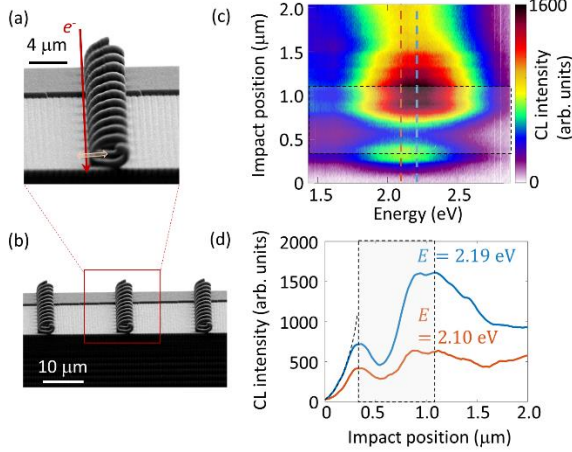 (a)
4 μm
e⁻
(b)
10 μm
(c)
Impact position (μm)
2.0
1.5
1.0
0.5
0
1.5
2.0
2.5
Energy (eV)
1600
0
CL intensity (arb. units)
(d)
CL intensity (arb. units)
2000
1500
1000
500
0
E = 2.19 eV
E
= 2.10 eV
0
0.5
1.0
1.5
2.0
Impact position (μm)